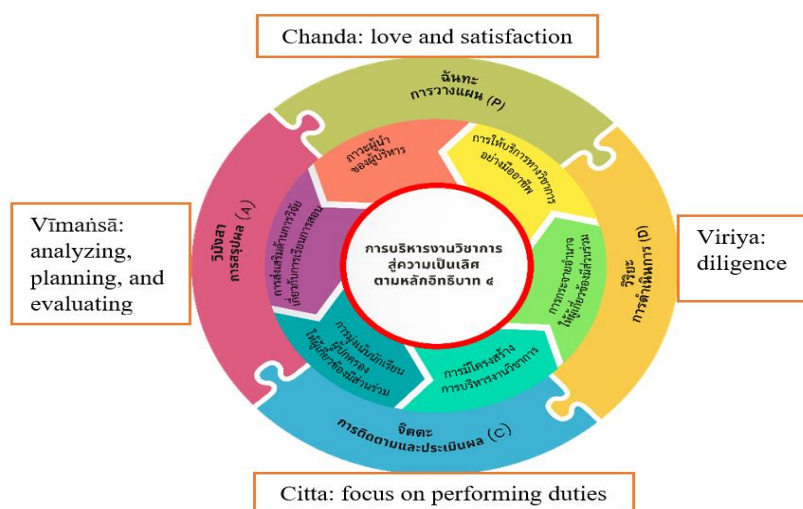 Chanda: love and satisfaction
ฉันทะ
การวางแผน (P)
ภาวะผู้นำ
ของผู้บริหาร
การให้บริการทางวิชาการ
อย่างมืออาชีพ
วิมังสา
การสรุปผล (A)
การส่งเสริมด้านการวิจัย
เกี่ยวกับการเรียนการสอน
Vīmaṅsā:
analyzing,
planning, and
evaluating
การบริหารงานวิชาการ
สู่ความเป็นเลิศ
ตามหลักอิทธิบาท ๔
การกระจายอำนาจ
ให้ผู้เกี่ยวข้องมีส่วนร่วม
วิริยะ
การดำเนินการ (D)
Viriya:
diligence
การมุ่งเน้นนักเรียน
ผู้ปกครอง
ให้ผู้เกี่ยวข้องมีส่วนร่วม
การมีโครงสร้าง
การบริหารงานวิชาการ
จิตตะ
การติดตามและประเมินผล (C)
Citta: focus on performing duties